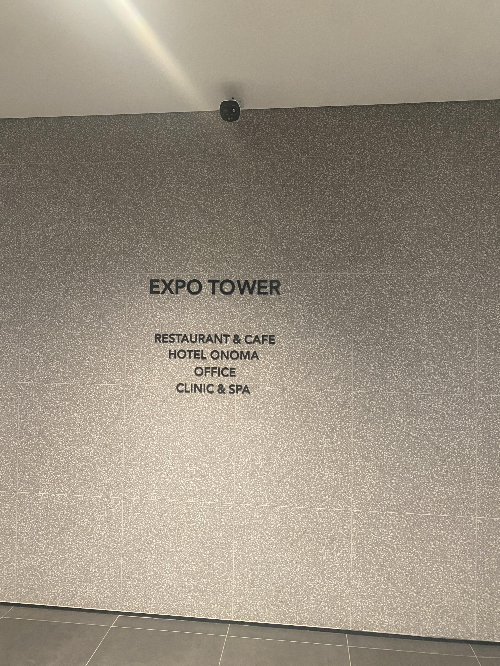 EXPO TOWER
RESTAURANT & CAFE
HOTEL ONOMA
OFFICE
CLINIC & SPA